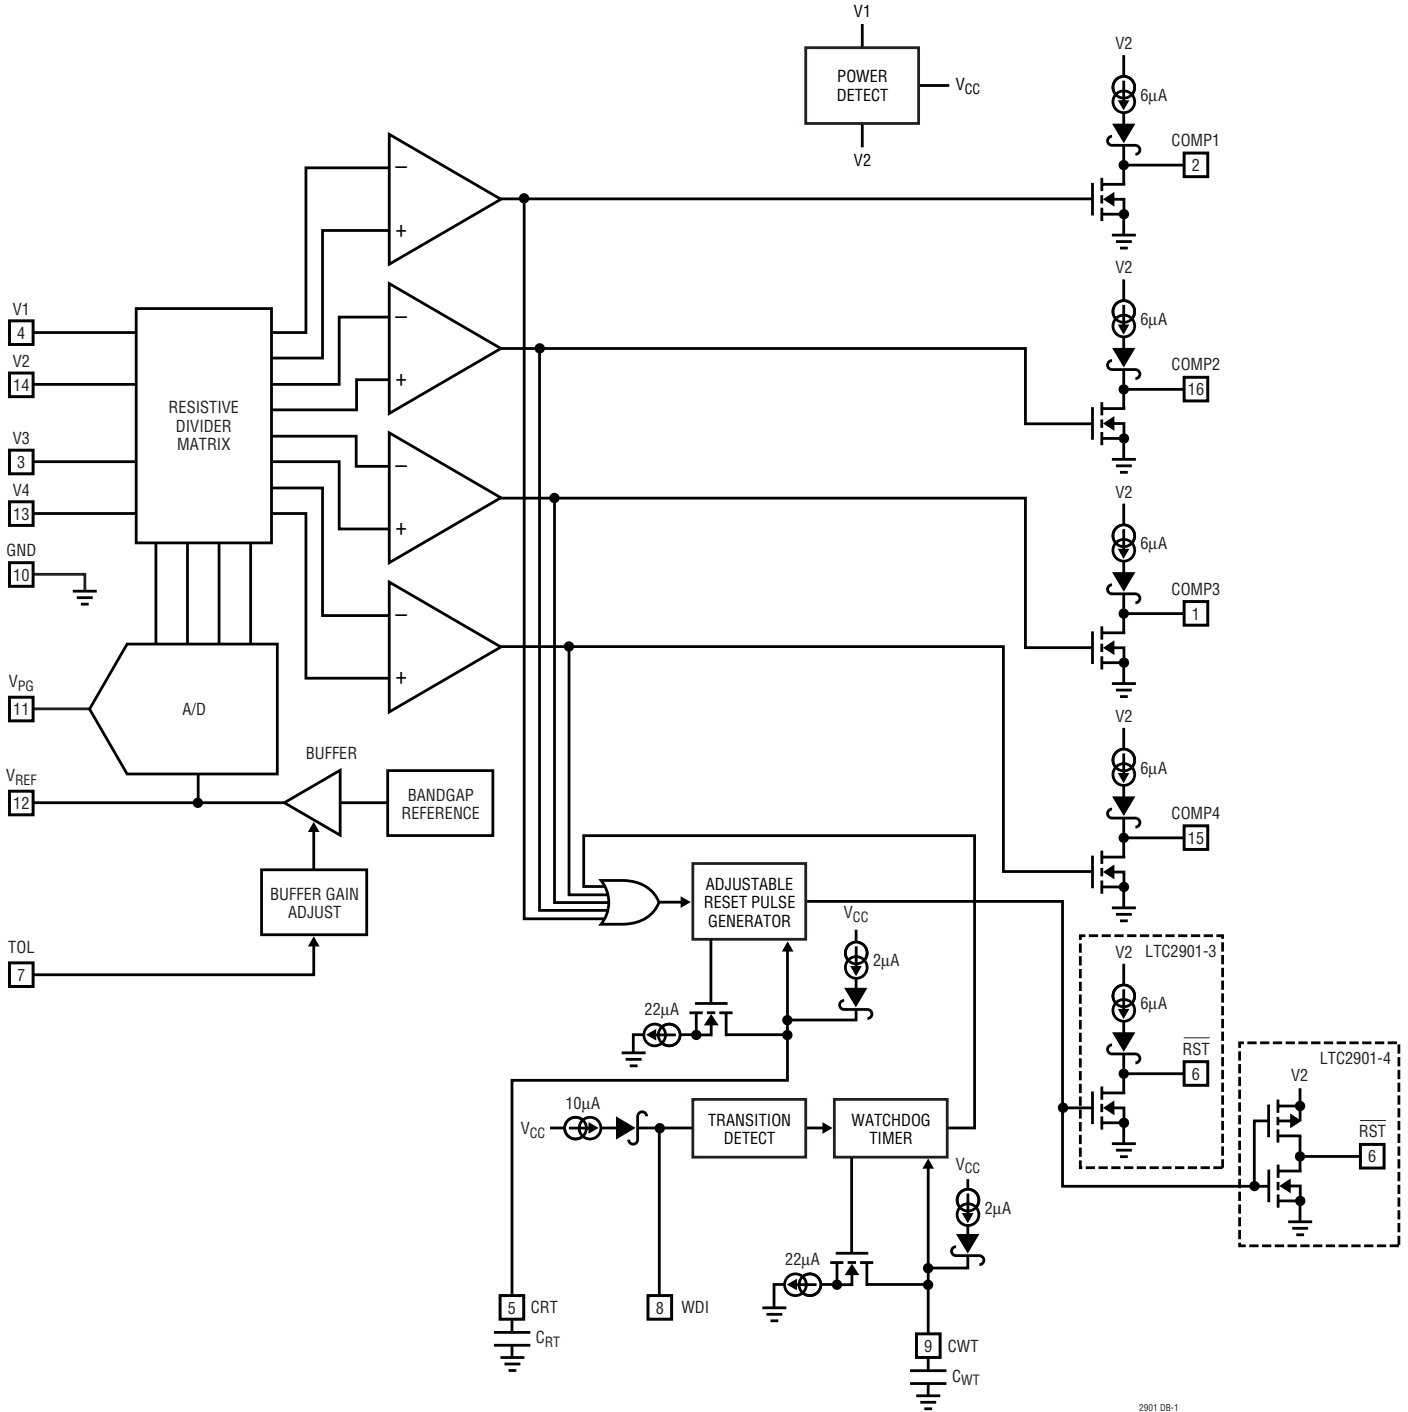 V1
POWER
DETECT
VCC
V2
V2
6µA
COMP1
2
−
+
V2
6µA
COMP2
16
−
+
V1
4
V2
14
V3
3
V4
13
GND
10
RESISTIVE
DIVIDER
MATRIX
−
+
V2
6µA
COMP3
1
−
+
VPG
11
A/D
V2
6µA
COMP4
15
VREF
12
BUFFER
BANDGAP
REFERENCE
BUFFER GAIN
ADJUST
TOL
7
ADJUSTABLE
RESET PULSE
GENERATOR
VCC
2µA
22µA
V2
LTC2901-3
6µA
RST
6
LTC2901-4
V2
RST
6
10µA
VCC
TRANSITION
DETECT
WATCHDOG
TIMER
VCC
2µA
22µA
5
CRT
CRT
8
WDI
9
CWT
CWT
2901 DB-1